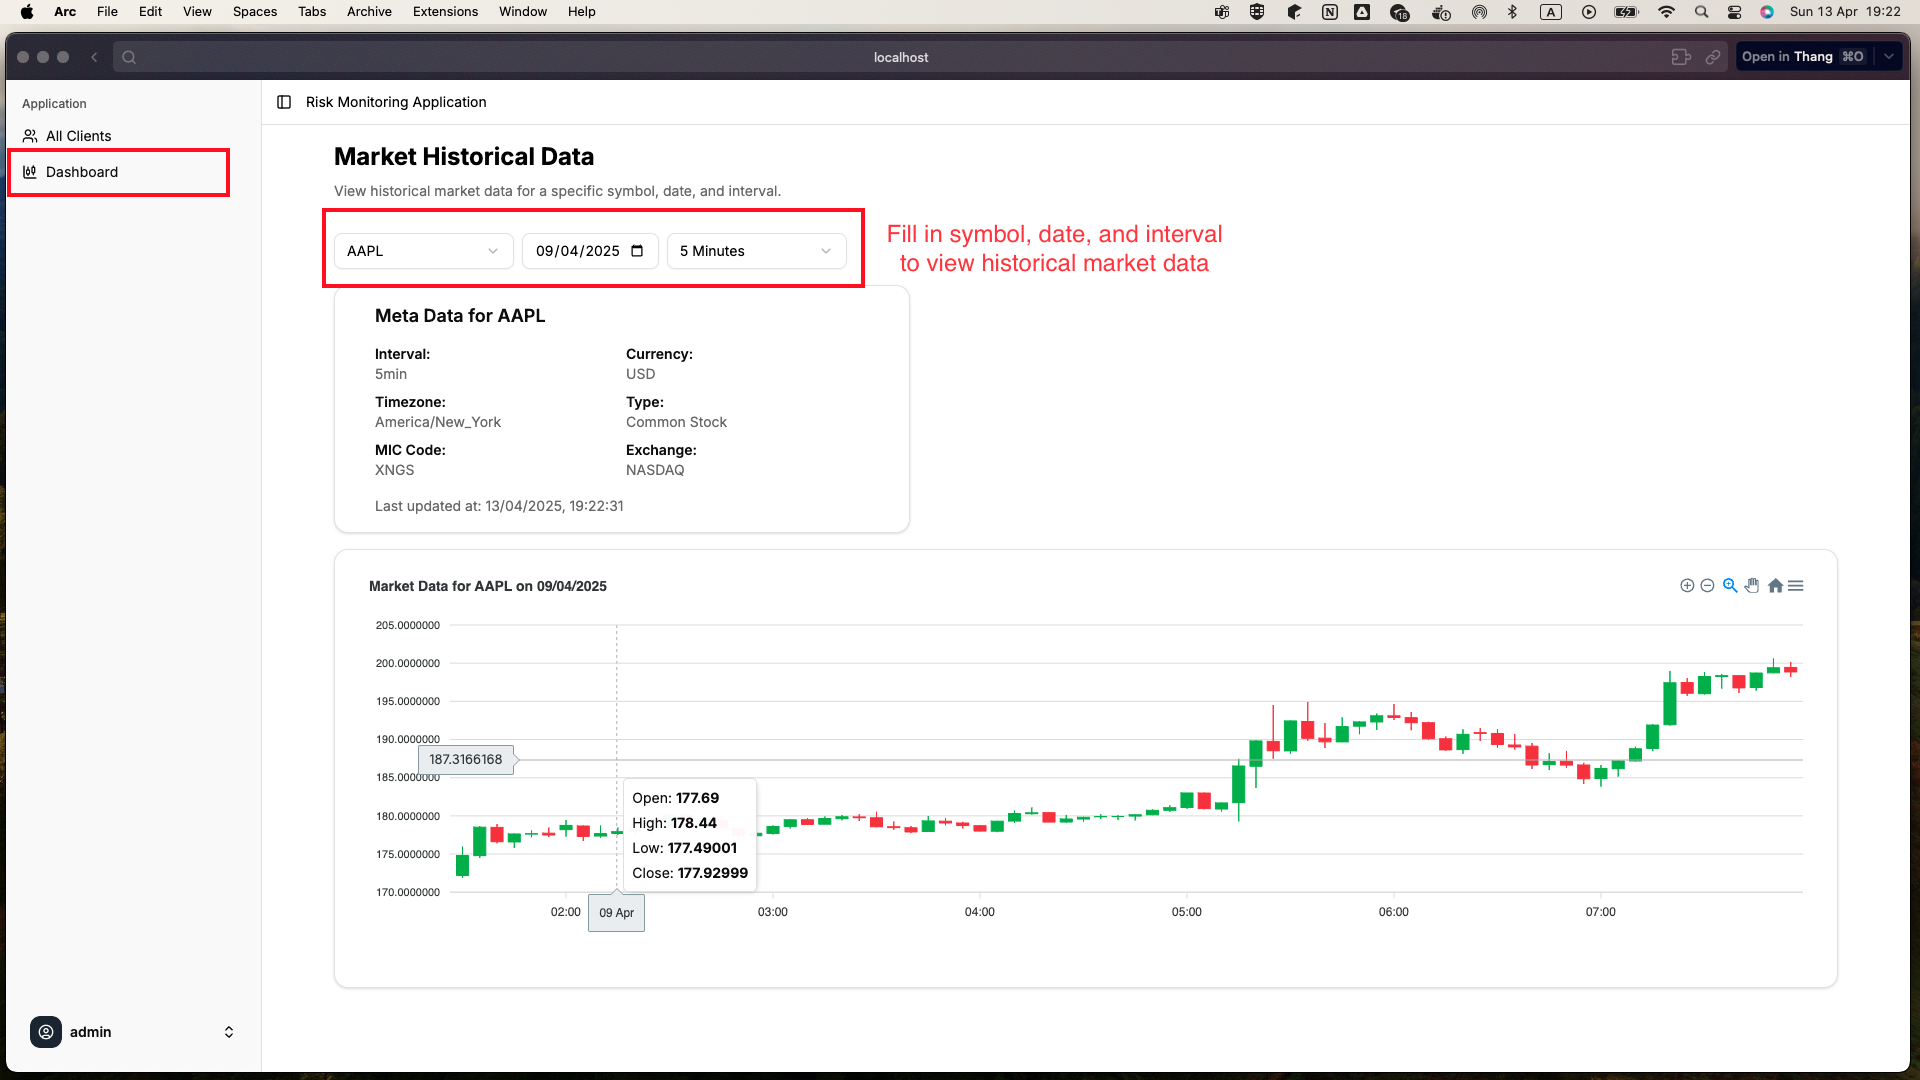 Arc File Edit View Spaces Tabs Archive Extensions Window Help 18 A Sun 13 Apr 19:22
localhost
Open in Thang ⌘O
Application
All Clients
Dashboard
Risk Monitoring Application
Market Historical Data
View historical market data for a specific symbol, date, and interval.
AAPL 09/04/2025 5 Minutes
Fill in symbol, date, and interval
to view historical market data
Meta Data for AAPL
Interval: Currency:
5min USD
Timezone: Type:
America/New_York Common Stock
MIC Code: Exchange:
XNGS NASDAQ
Last updated at: 13/04/2025, 19:22:31
Market Data for AAPL on 09/04/2025
205.0000000
200.0000000
195.0000000
190.0000000
187.3166168
185.0000000
180.0000000
175.0000000
170.0000000
Open: 177.69
High: 178.44
Low: 177.49001
Close: 177.92999
02:00 09 Apr 03:00 04:00 05:00 06:00 07:00
admin